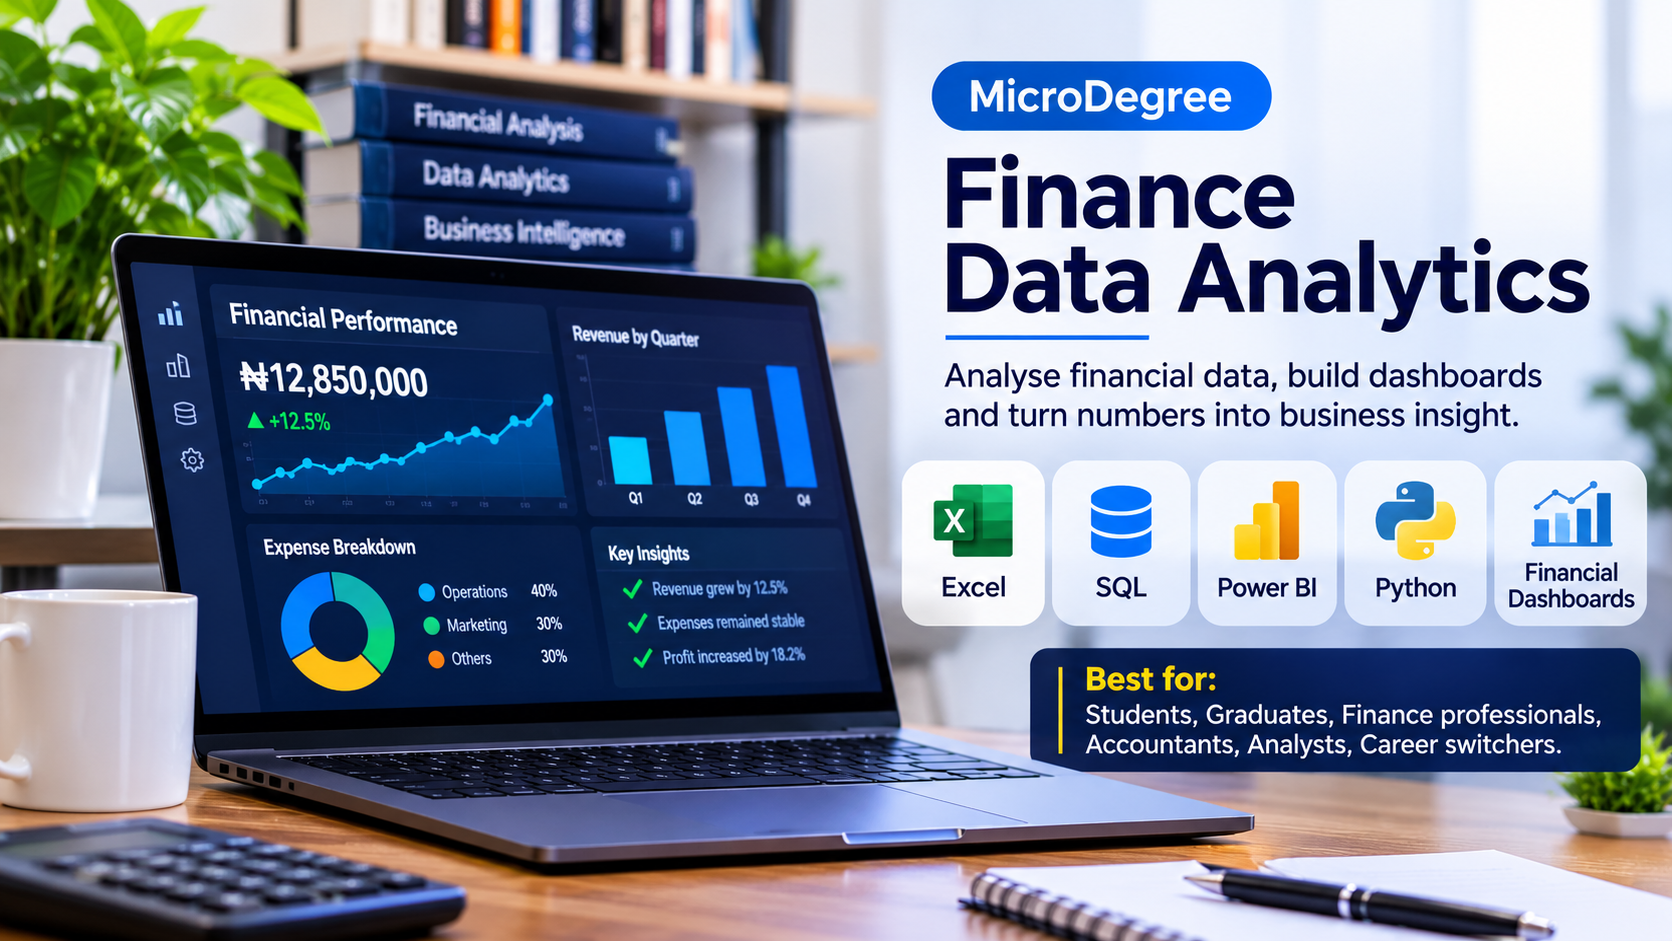 Financial Analysis
Data Analytics
Business Intelligence
Financial Performance
₦12,850,000
+12.5%
Revenue by Quarter
Q1 Q2 Q3 Q4
Expense Breakdown
Operations 40%
Marketing 30%
Others 30%
Key Insights
Revenue grew by 12.5%
Expenses remained stable
Profit increased by 18.2%
MicroDegree
Finance
Data Analytics
Analyse financial data, build dashboards
and turn numbers into business insight.
X
Excel
SQL
Power BI
Python
Financial
Dashboards
Best for:
Students, Graduates, Finance professionals,
Accountants, Analysts, Career switchers.